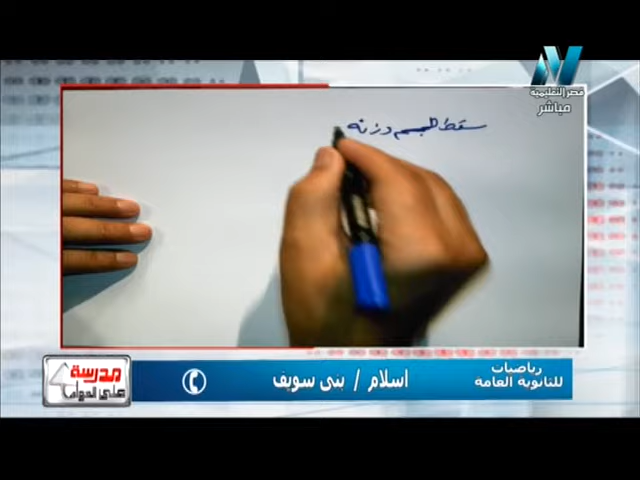 مصر التعليمية
مباشر
سقط جسم وزنه
رياضيات
للثانوية العامة
اسلام / بنى سويف
مدرسة
على الهواء